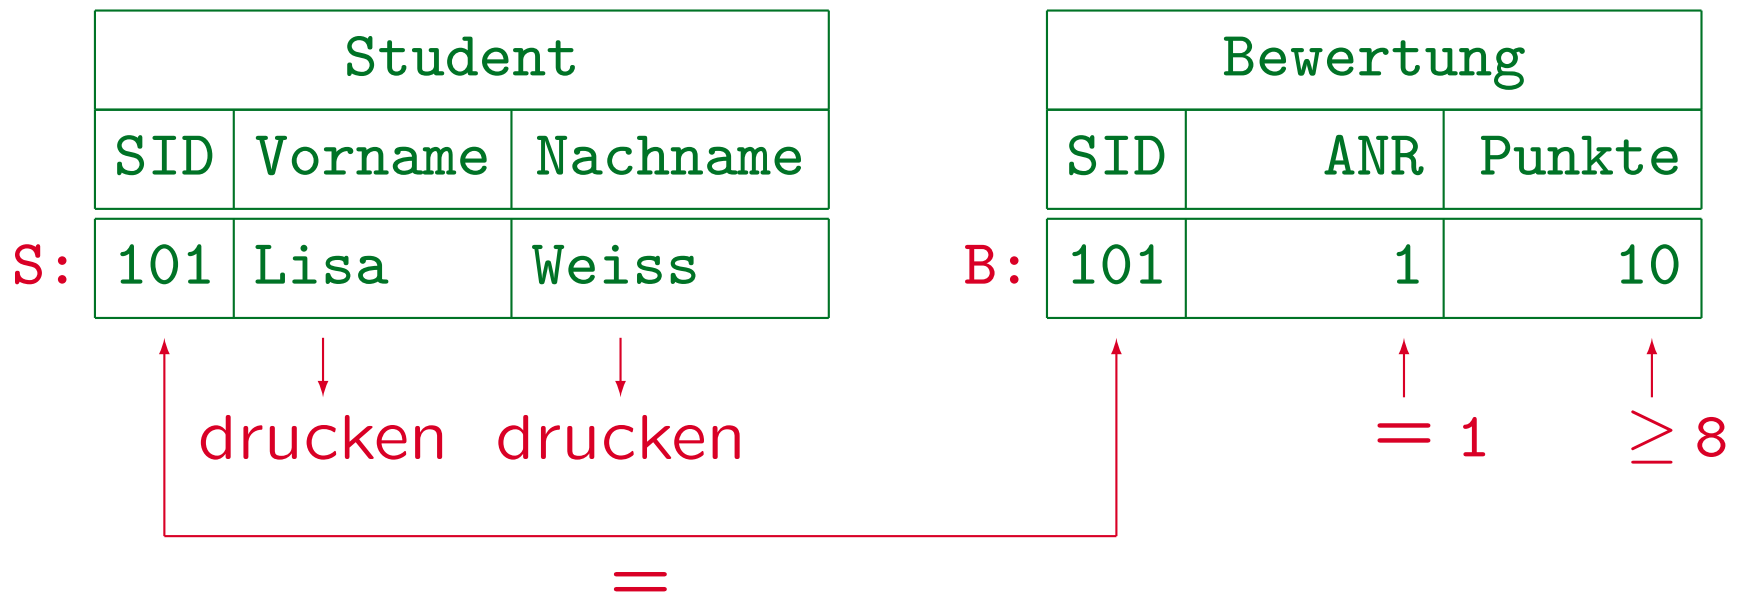 Student Bewertung
SID Vorname Nachname SID ANR Punkte
S: 101 Lisa Weiss B: 101 1 10
drucken drucken = 1 ≥ 8
=